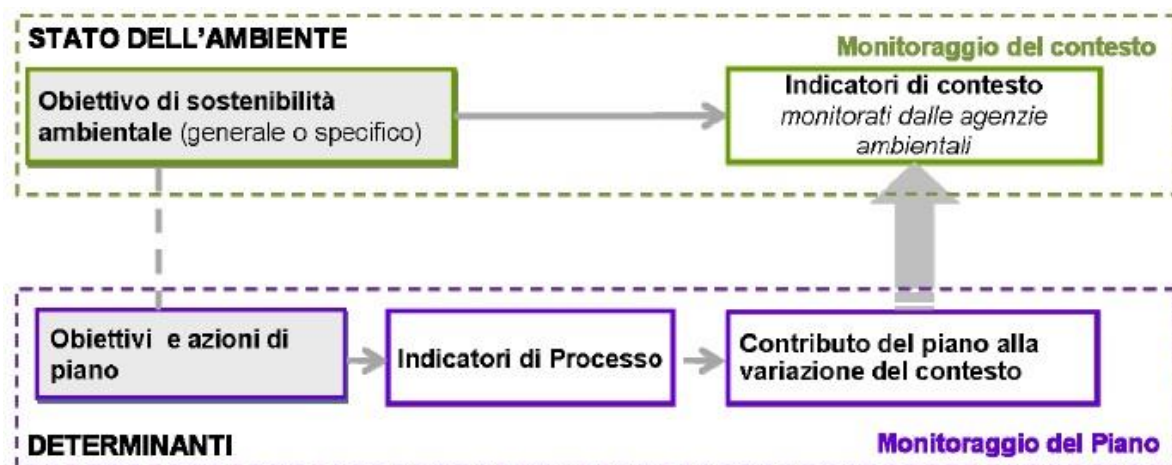 STATO DELL'AMBIENTE
Monitoraggio del contesto
Obiettivo di sostenibilità
ambientale (generale o specifico)
Indicatori di contesto
monitorati dalle agenzie
ambientali
Obiettivi e azioni di
piano
Indicatori di Processo
Contributo del piano alla
variazione del contesto
DETERMINANTI
Monitoraggio del Piano